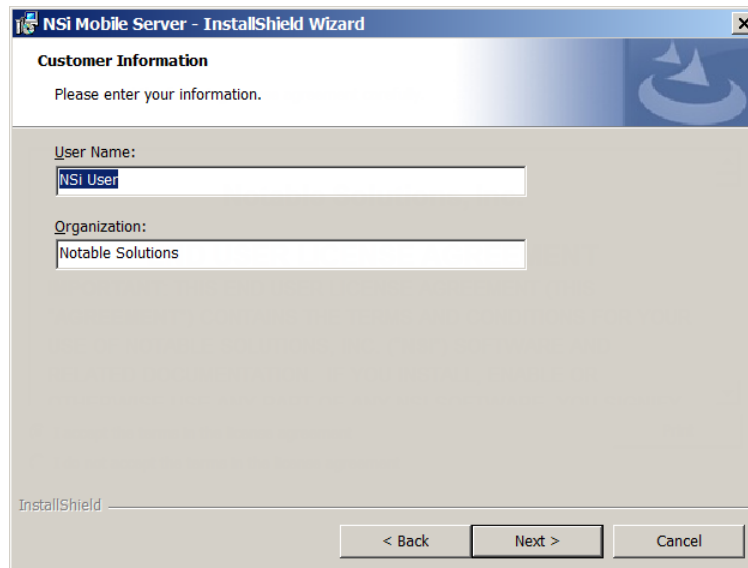 NSi Mobile Server - InstallShield Wizard
Customer Information
Please enter your information.
User Name:
NSi User
Organization:
Notable Solutions
InstallShield
< Back Next > Cancel